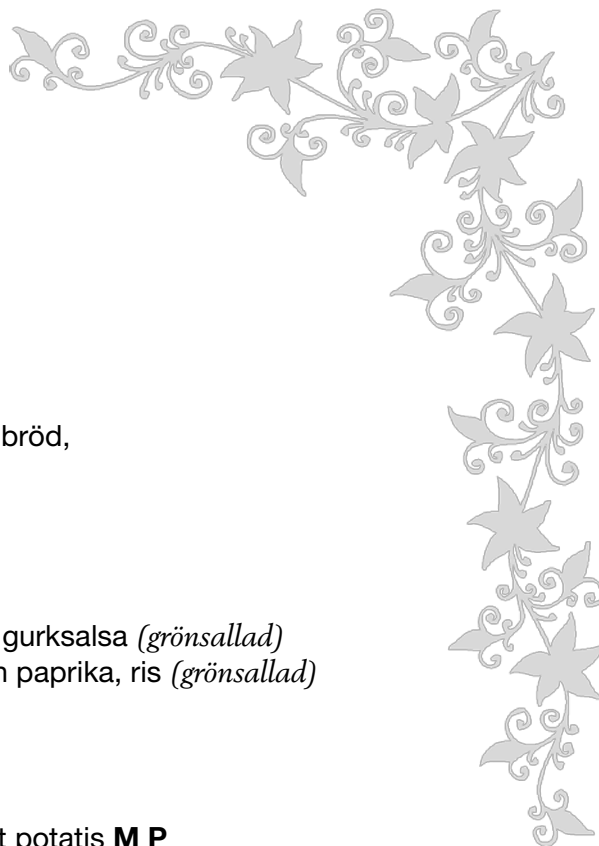 bröd,
gurksalsa (grönsallad)
paprika, ris (grönsallad)
potatis M P